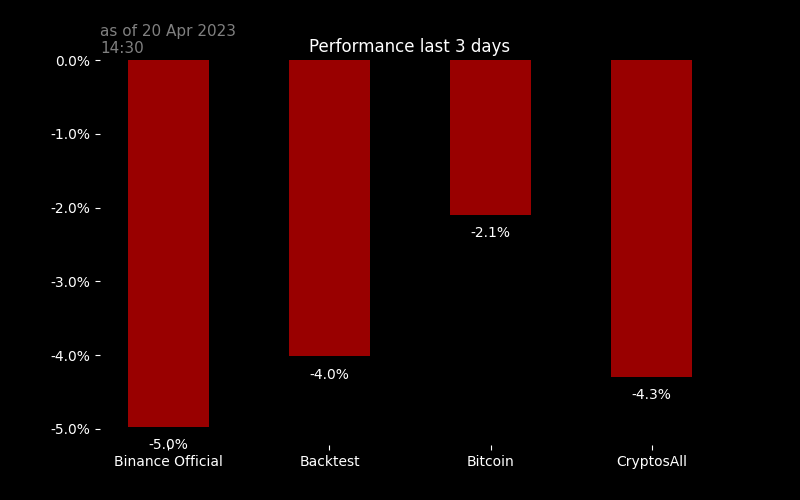 as of 20 Apr 2023
14:30
Performance last 3 days
0.0%
-1.0%
-2.0%
-3.0%
-4.0%
-5.0%
-2.1%
-4.0%
-4.3%
-5.0%
Binance Official
Backtest
Bitcoin
CryptosAll